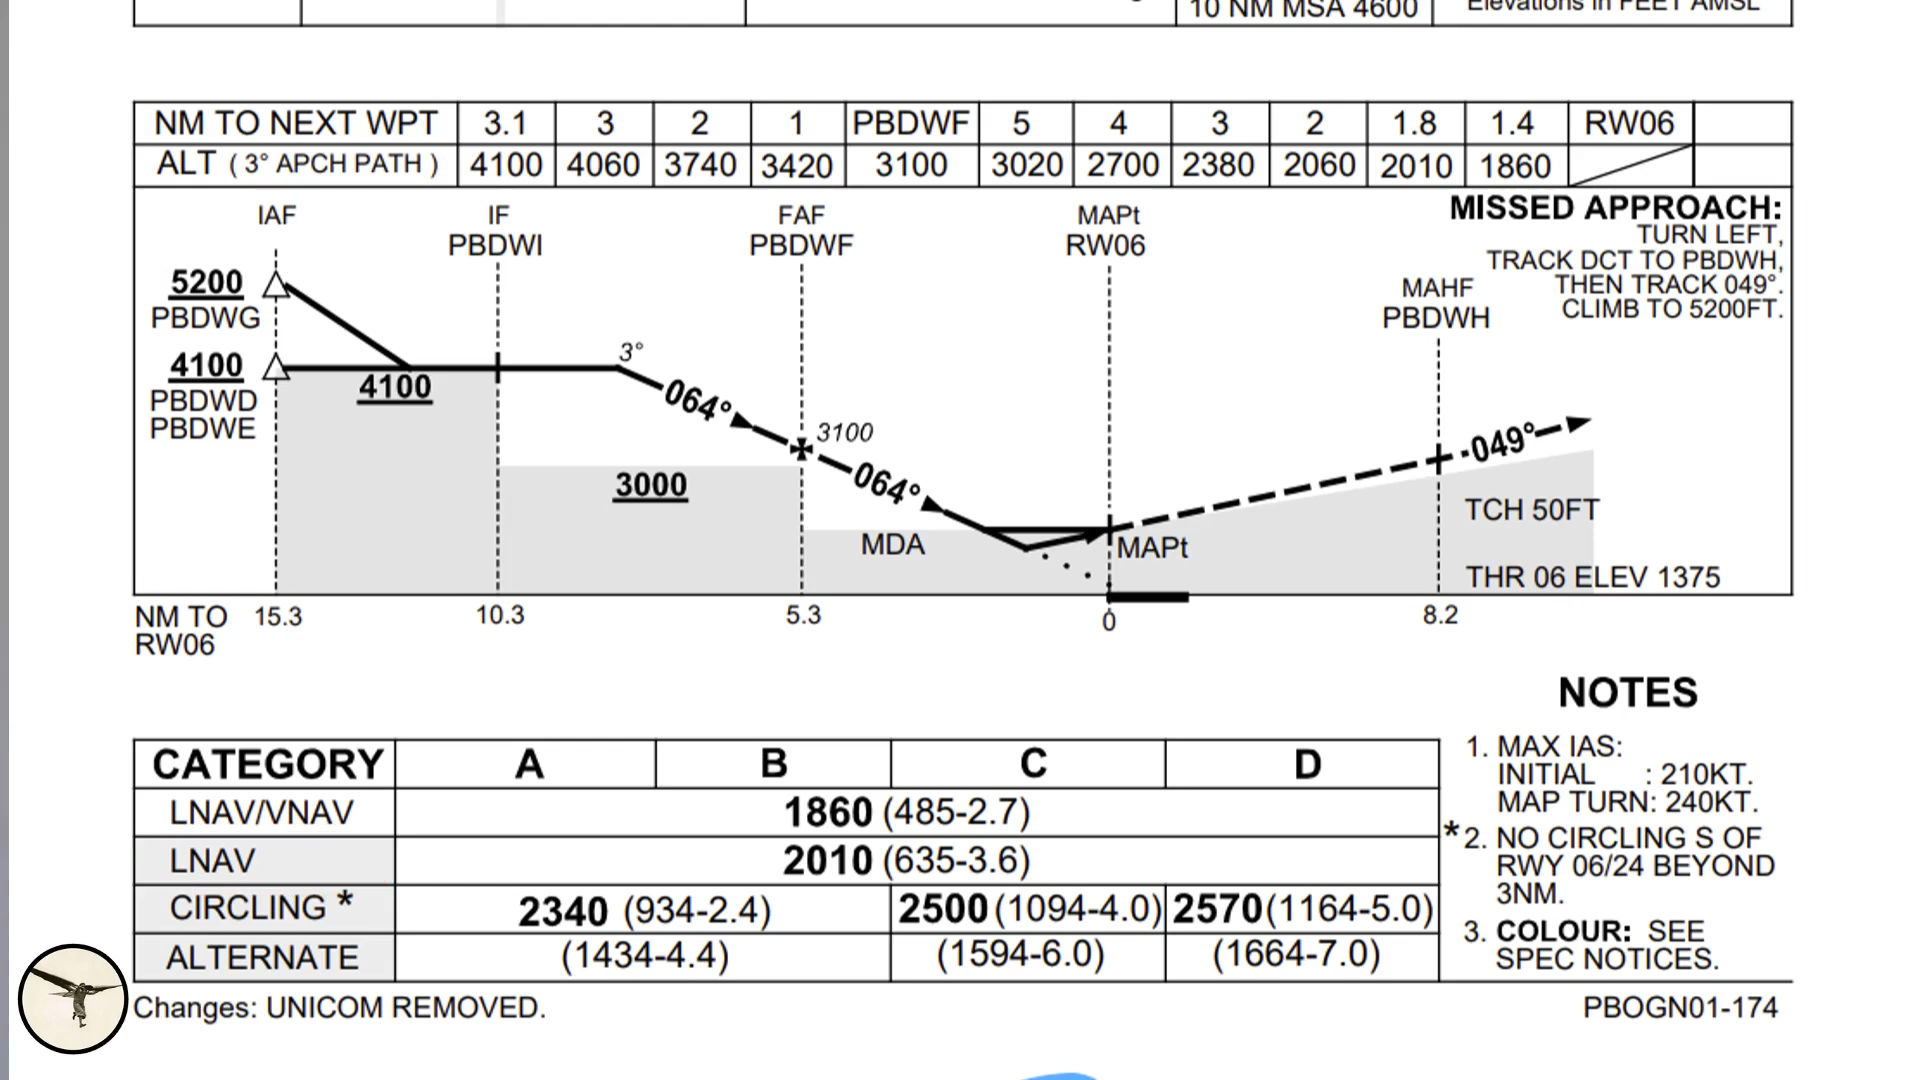 10 NM MSA 4600
Elevations in FEET AMSL
NM TO NEXT WPT 3.1 3 2 1 PBDWF 5 4 3 2 1.8 1.4 RW06
ALT ( 3° APCH PATH ) 4100 4060 3740 3420 3100 3020 2700 2380 2060 2010 1860
IAF IF FAF MAPt MISSED APPROACH:
PBDWI PBDWF RW06 TURN LEFT,
TRACK DCT TO PBDWH,
5200 MAHF THEN TRACK 049°.
PBDWG PBDWH CLIMB TO 5200FT.
3°
4100 4100 064° 
PBDWD 3100 049°
PBDWE
3000 064° TCH 50FT
MDA MAPt
THR 06 ELEV 1375
NM TO 15.3 10.3 5.3 0 8.2
RW06
NOTES
CATEGORY A B C D
LNAV/VNAV 1860 (485-2.7)
LNAV 2010 (635-3.6)
CIRCLING * 2340 (934-2.4) 2500 (1094-4.0) 2570 (1164-5.0)
ALTERNATE (1434-4.4) (1594-6.0) (1664-7.0)
1. MAX IAS:
INITIAL : 210KT.
MAP TURN: 240KT.
* 2. NO CIRCLING S OF
RWY 06/24 BEYOND
3NM.
3. COLOUR: SEE
SPEC NOTICES.
Changes: UNICOM REMOVED. PBOGN01-174